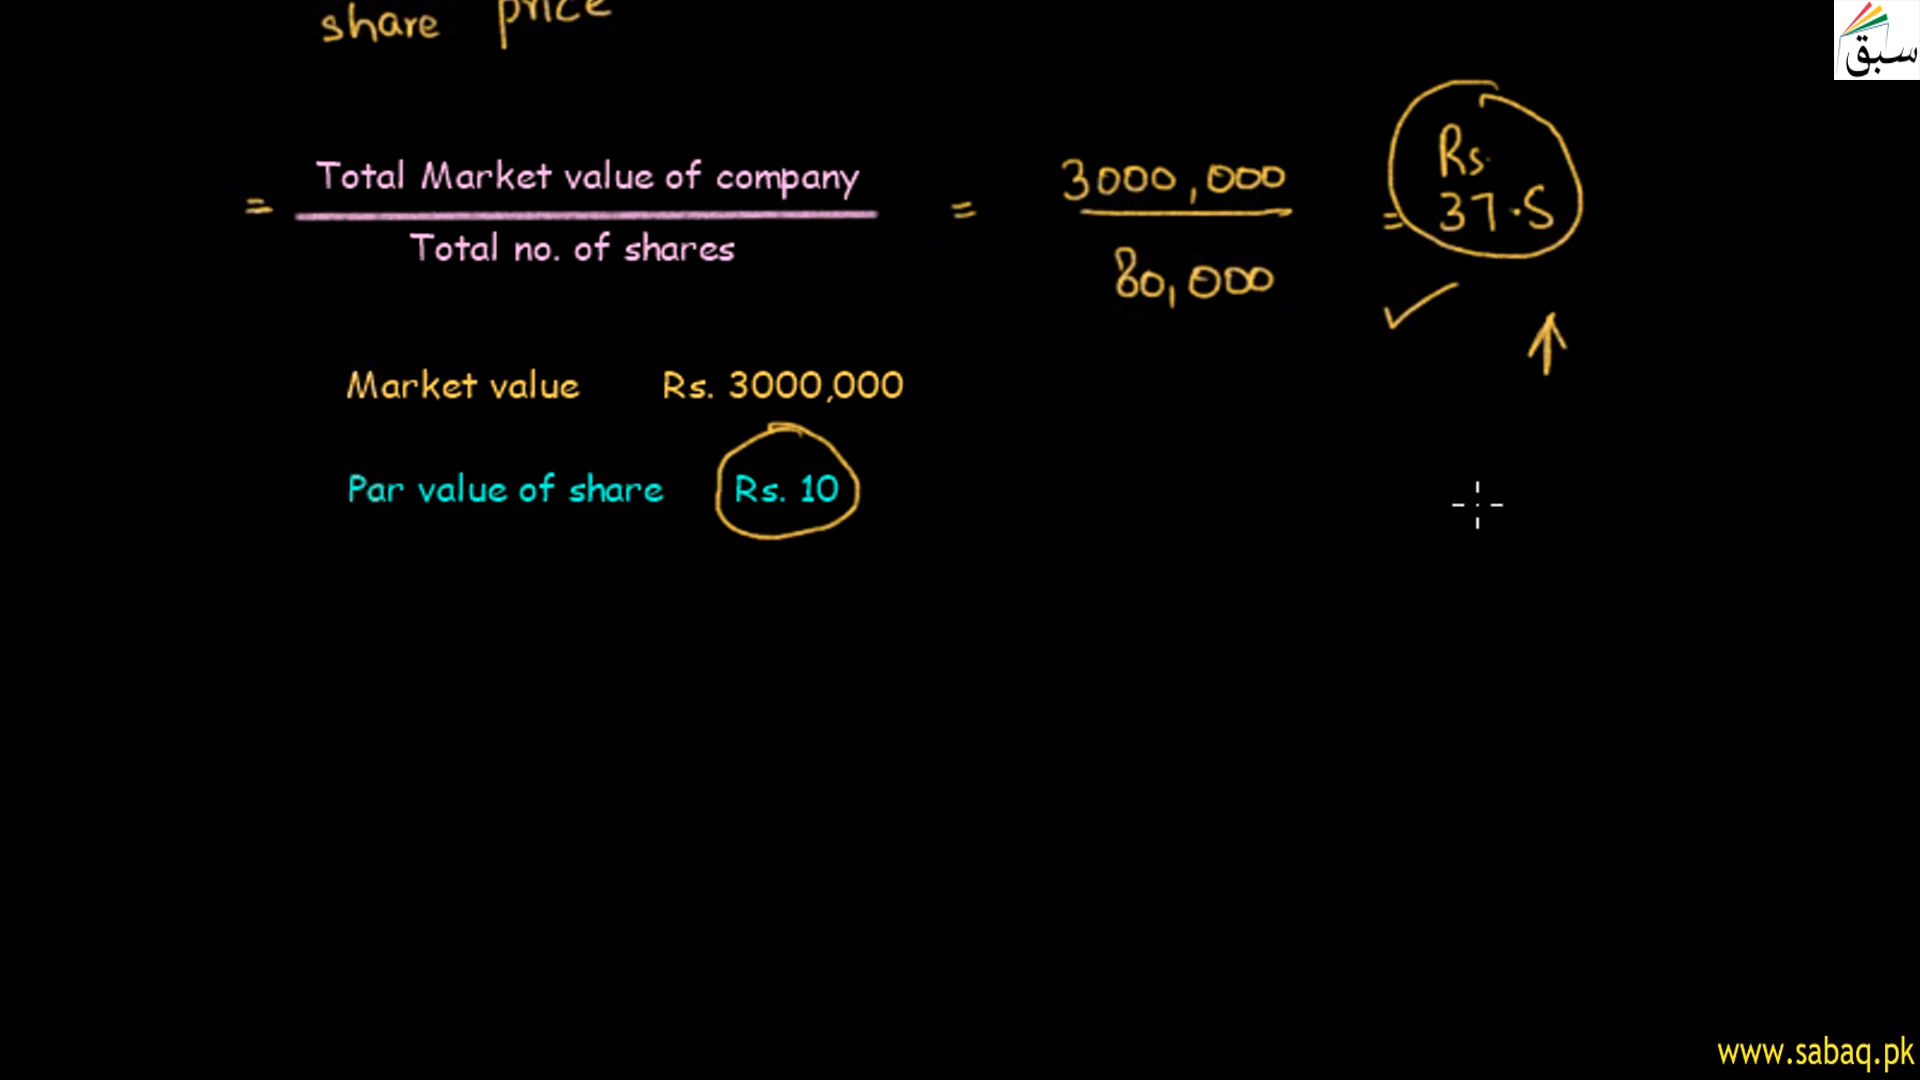 share price
سبق
= Total Market value of company = 3000,000 = Rs. 37.5
Total no. of shares 80,000
Market value Rs. 3000,000
Par value of share Rs. 10
www.sabaq.pk